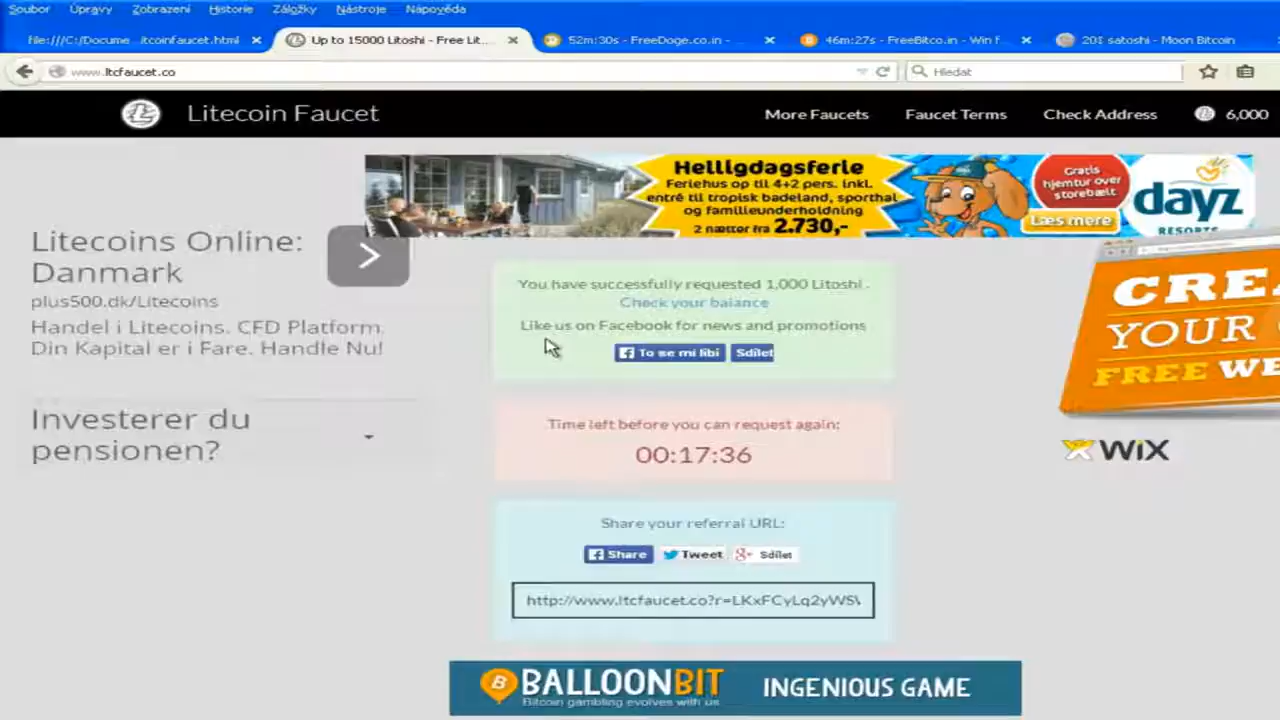 Soubor Úpravy Zobrazení Historie Záložky Nástroje Nápověda
file:///C:/Docume...itcoinfaucet.html
Up to 15000 Litoshi - Free Lit...
52m:30s - FreeDoge.co.in -
46m:27s - FreeBitco.in - Win f...
201 satoshi - Moon Bitcoin
www.ltcfaucet.co
Hledat
Litecoin Faucet
More Faucets
Faucet Terms
Check Address
6,000
Helligdagsferie
Feriehus op til 4+2 pers. inkl.
entré til tropisk badeland, sporthal
og familieunderholdning
2 nætter fra 2.730,-
Gratis
hjemtur over
storebælt
Læs mere
dayz
RESORTS
Litecoins Online:
Danmark
plus500.dk/Litecoins
Handel i Litecoins. CFD Platform.
Din Kapital er i Fare. Handle Nu!
Investerer du
pensionen?
You have successfully requested 1,000 Litoshi.
Check your balance
Like us on Facebook for news and promotions
To se mi líbí
Sdílet
Time left before you can request again:
00:17:36
Share your referral URL:
Share
Tweet
Sdílet
http://www.ltcfaucet.co?r=LKxFCyLq2yWS
CREA
YOUR
FREE WE
WiX
BALLOONBIT
Bitcoin gambling evolves with us
INGENIOUS GAME